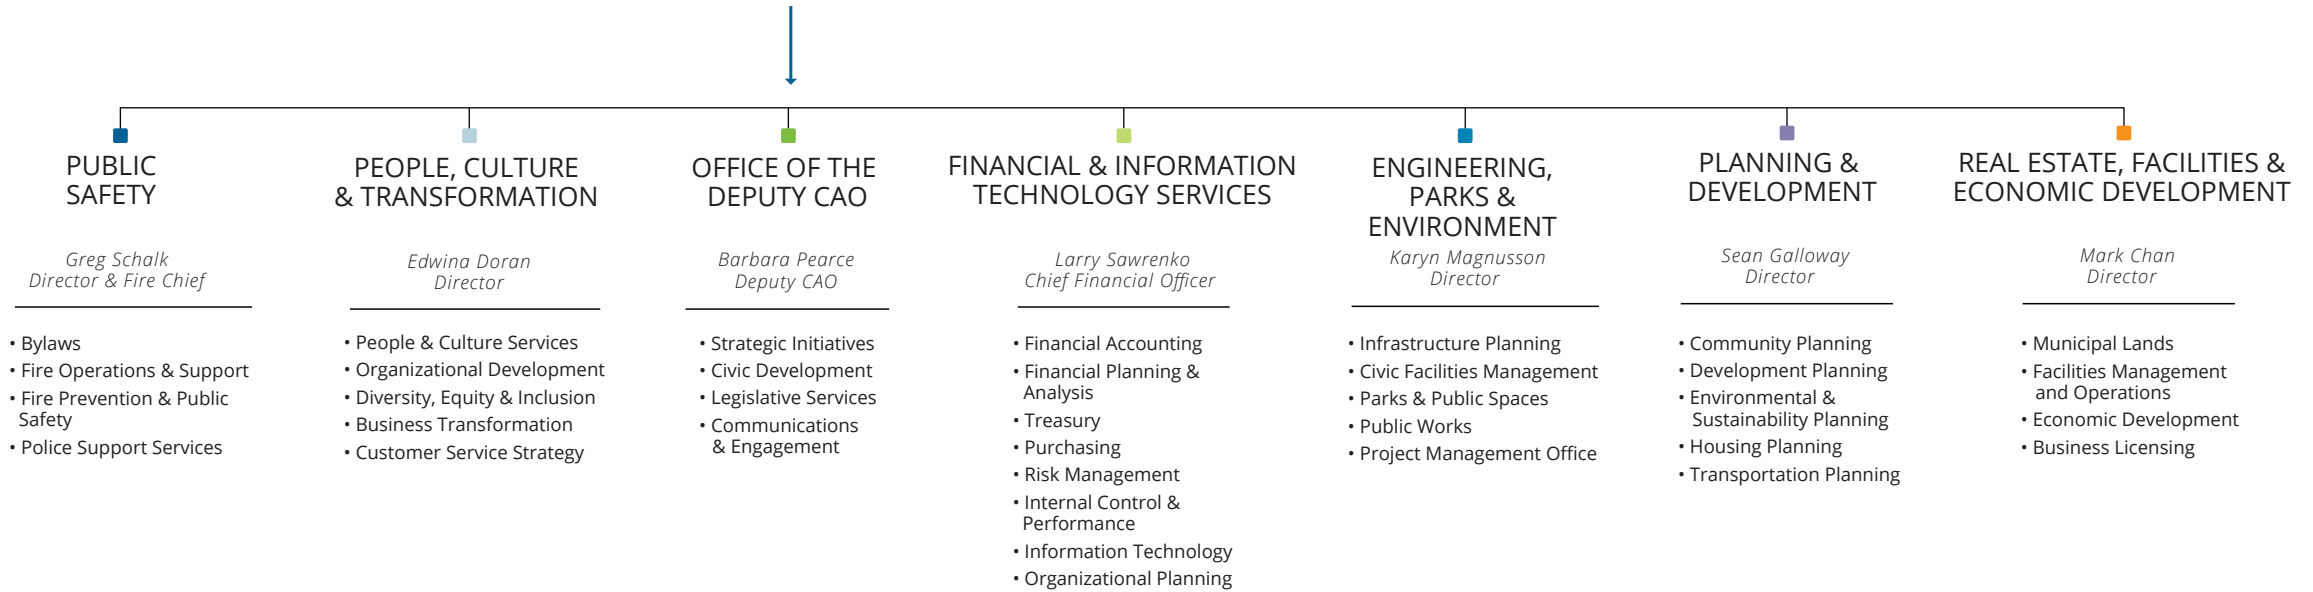 PUBLIC
SAFETY
Greg Schalk
Director & Fire Chief
• Bylaws
• Fire Operations & Support
• Fire Prevention & Public
Safety
• Police Support Services
PEOPLE, CULTURE
& TRANSFORMATION
Edwina Doran
Director
• People & Culture Services
• Organizational Development
• Diversity, Equity & Inclusion
• Business Transformation
• Customer Service Strategy
OFFICE OF THE
DEPUTY CAO
Barbara Pearce
Deputy CAO
• Strategic Initiatives
• Civic Development
• Legislative Services
• Communications
& Engagement
FINANCIAL & INFORMATION
TECHNOLOGY SERVICES
Larry Sawrenko
Chief Financial Officer
• Financial Accounting
• Financial Planning &
Analysis
• Treasury
• Purchasing
• Risk Management
• Internal Control &
Performance
• Information Technology
• Organizational Planning
ENGINEERING,
PARKS &
ENVIRONMENT
Karyn Magnusson
Director
• Infrastructure Planning
• Civic Facilities Management
• Parks & Public Spaces
• Public Works
• Project Management Office
PLANNING &
DEVELOPMENT
Sean Galloway
Director
• Community Planning
• Development Planning
• Environmental &
Sustainability Planning
• Housing Planning
• Transportation Planning
REAL ESTATE, FACILITIES &
ECONOMIC DEVELOPMENT
Mark Chan
Director
• Municipal Lands
• Facilities Management
and Operations
• Economic Development
• Business Licensing